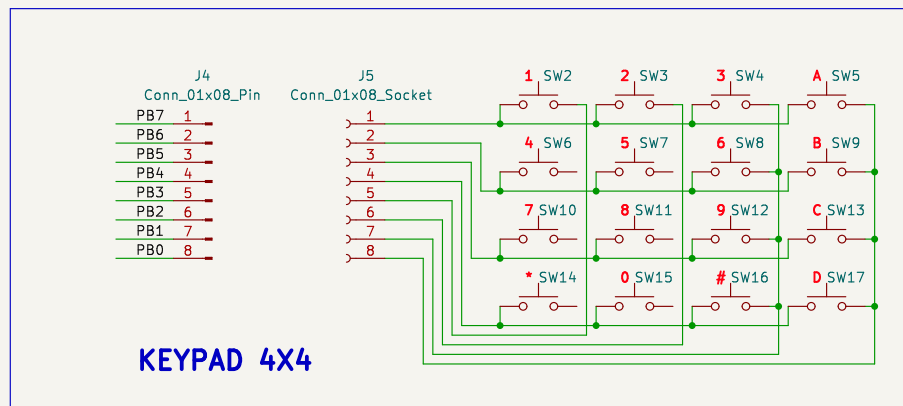 J4
Conn_01x08_Pin
PB7 1
PB6 2
PB5 3
PB4 4
PB3 5
PB2 6
PB1 7
PB0 8
J5
Conn_01x08_Socket
1
2
3
4
5
6
7
8
1 SW2 2 SW3 3 SW4 A SW5
4 SW6 5 SW7 6 SW8 B SW9
7 SW10 8 SW11 9 SW12 C SW13
* SW14 0 SW15 # SW16 D SW17
KEYPAD 4X4